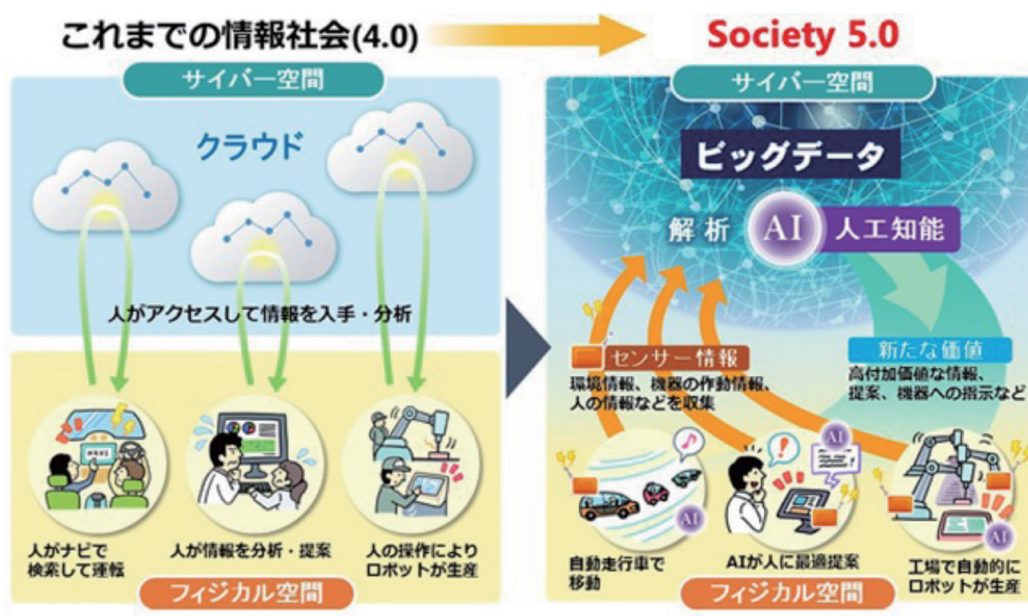 これまでの情報社会(4.0)
Society 5.0
サイバー空間
クラウド
人がアクセスして情報を入手・分析
人がナビで
検索して運転
人が情報を分析・提案
人の操作により
ロボットが生産
フィジカル空間
サイバー空間
ビッグデータ
解析
AI
人工知能
センサー情報
環境情報、機器の作動情報、
人の情報などを収集
新たな価値
高付加価値な情報、
提案、機器への指示など
AI
AI
AI
自動走行車で
移動
AIが人に最適提案
工場で自動的に
ロボットが生産
フィジカル空間